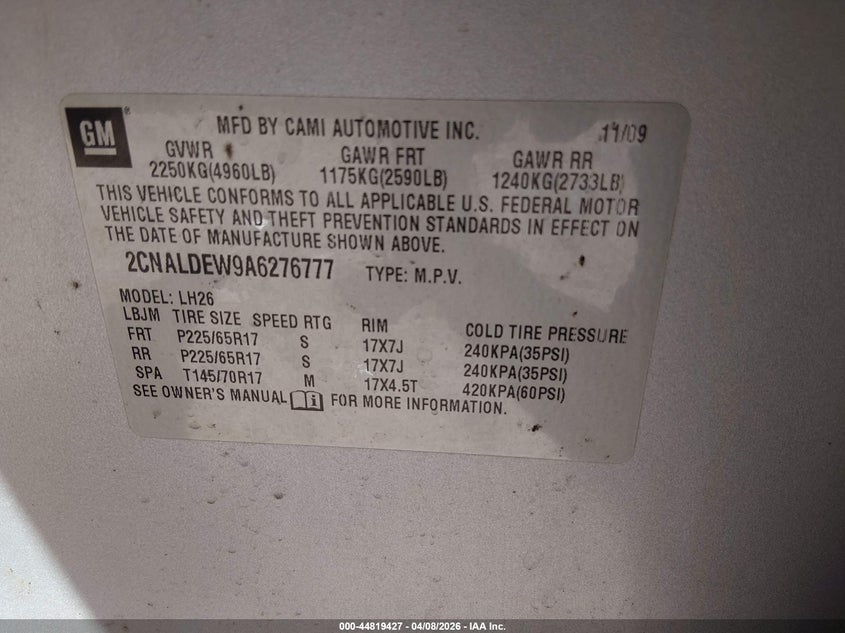 GM ® MFD BY CAMI AUTOMOTIVE INC. 11/09
GVWR GAWR FRT GAWR RR
2250KG(4960LB) 1175KG(2590LB) 1240KG(2733LB)
THIS VEHICLE CONFORMS TO ALL APPLICABLE U.S. FEDERAL MOTOR
VEHICLE SAFETY AND THEFT PREVENTION STANDARDS IN EFFECT ON
THE DATE OF MANUFACTURE SHOWN ABOVE.
2CNALDEW9A6276777 TYPE: M.P.V.
MODEL: LH26
LBJM TIRE SIZE SPEED RTG RIM COLD TIRE PRESSURE
FRT P225/65R17 S 17X7J 240KPA(35PSI)
RR P225/65R17 S 17X7J 240KPA(35PSI)
SPA T145/70R17 M 17X4.5T 420KPA(60PSI)
SEE OWNER'S MANUAL i FOR MORE INFORMATION.
000-44819427 - 04/08/2026 - IAA Inc.